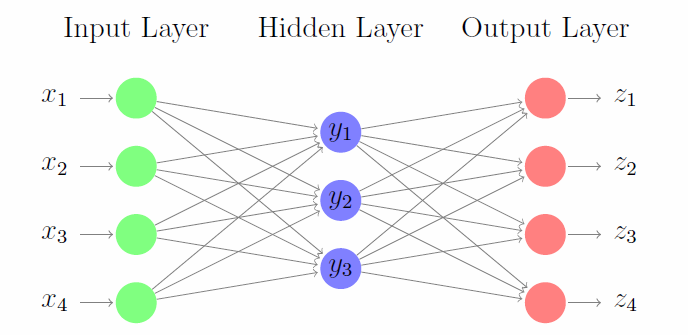 Input Layer Hidden Layer Output Layer
x₁ y₁ z₁
x₂ y₂ z₂
x₃ y₃ z₃
x₄ z₄